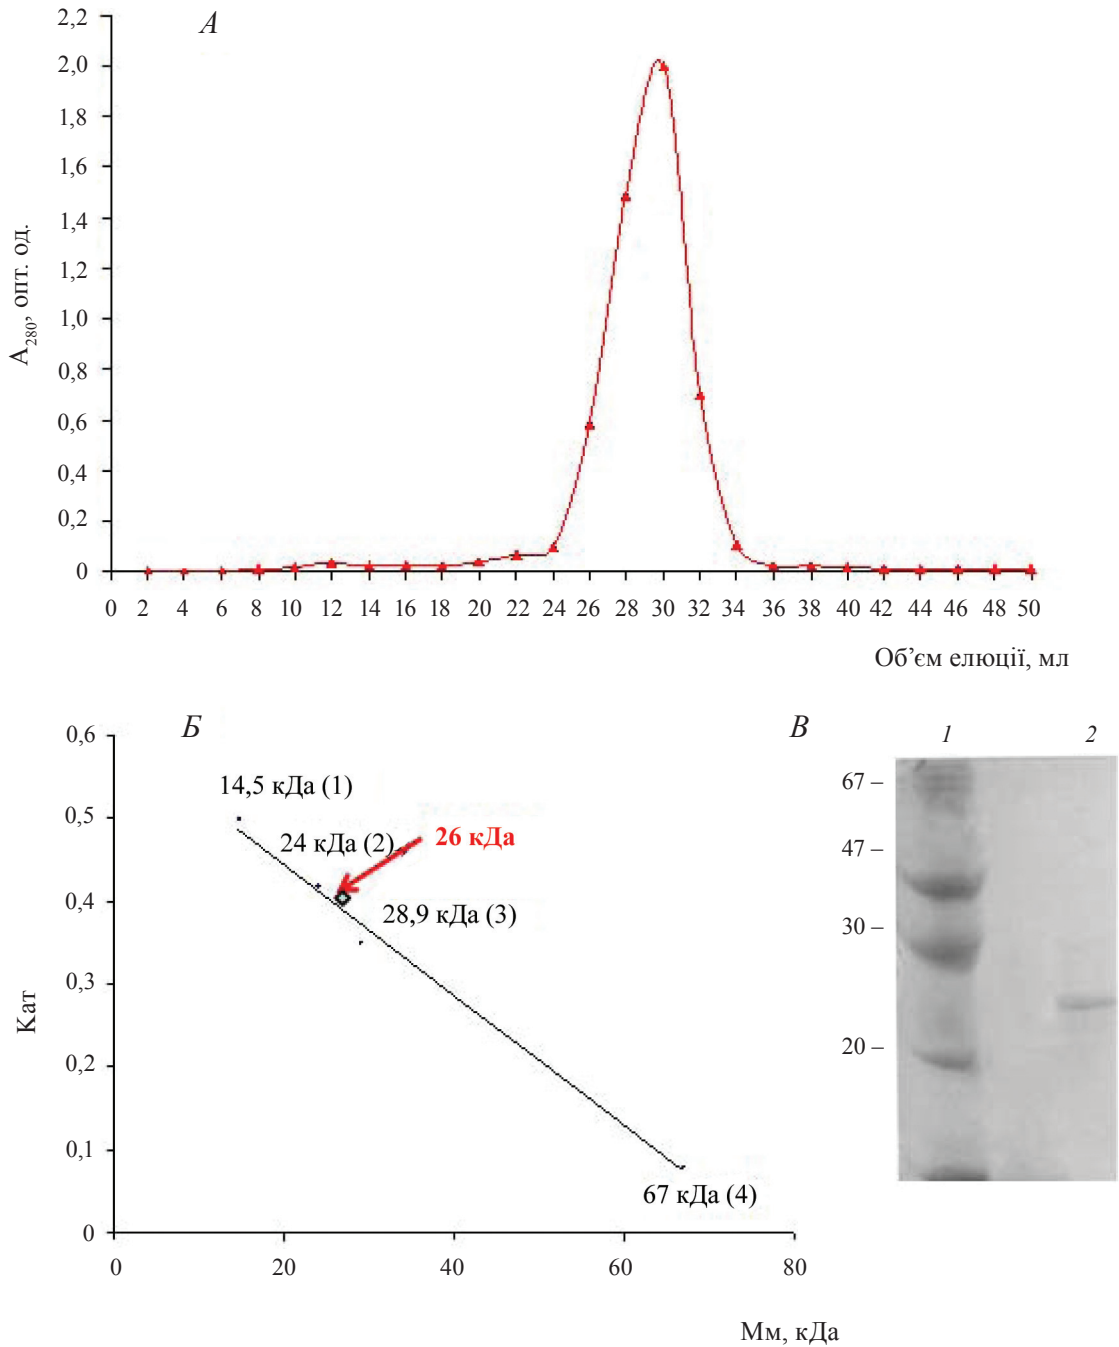 А
2,2
2,0
1,8
1,6
1,4
1,2
1,0
0,8
0,6
0,4
0,2
0
А280, опт. од.
0 2 4 6 8 10 12 14 16 18 20 22 24 26 28 30 32 34 36 38 40 42 44 46 48 50
Об’єм елюції, мл
Б
0,6
0,5
0,4
0,3
0,2
0,1
0
Кат
14,5 кДа (1)
24 кДа (2)
26 кДа
28,9 кДа (3)
67 кДа (4)
0 20 40 60 80
Мм, кДа
В
1 2
67 –
47 –
30 –
20 –